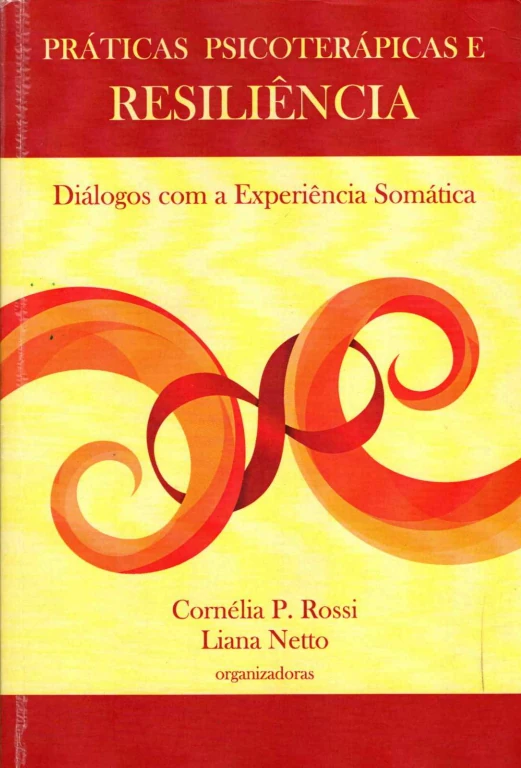 PRÁTICAS PSICOTERÁPICAS E
RESILIÊNCIA
Diálogos com a Experiência Somática
Cornélia P. Rossi
Liana Netto
organizadoras